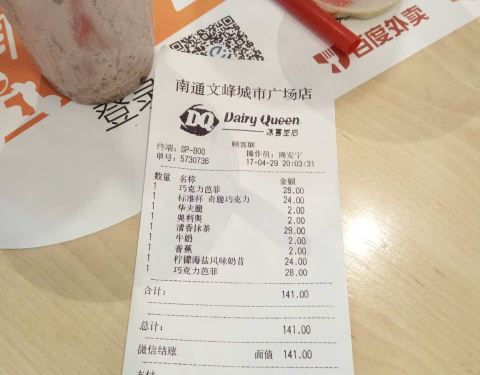 南通文峰城市广场店
DQ Dairy Queen
冰雪皇后
顾客联
终端: SP-800 操作员: 周安宁
单号: 5730736 17-04-29 20:03:31
数量 名称 金额
1 巧克力芭菲 28.00
1 标准杯 奇脆巧克力 24.00
1 华夫脆 2.00
1 奥利奥 2.00
1 清香抹茶 29.00
1 牛奶 2.00
1 香蕉 2.00
1 柠檬海盐风味奶昔 24.00
1 巧克力芭菲 28.00
合计: 141.00
总计: 141.00
微信结账 面值 141.00
支付
百度外卖